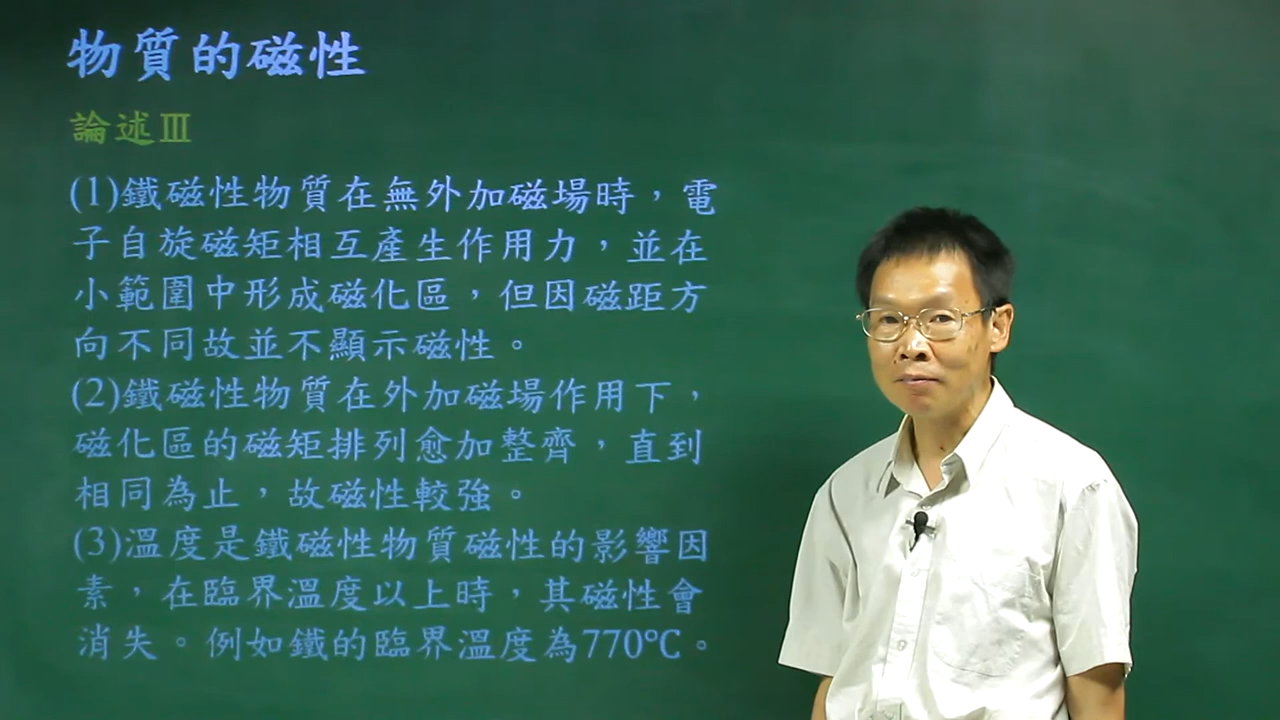 物質的磁性
論述Ⅲ
(1)鐵磁性物質在無外加磁場時，電
子自旋磁矩相互產生作用力，並在
小範圍中形成磁化區，但因磁距方
向不同故並不顯示磁性。
(2)鐵磁性物質在外加磁場作用下，
磁化區的磁矩排列愈加整齊，直到
相同為止，故磁性較強。
(3)溫度是鐵磁性物質磁性的影響因
素，在臨界溫度以上時，其磁性會
消失。例如鐵的臨界溫度為770℃。